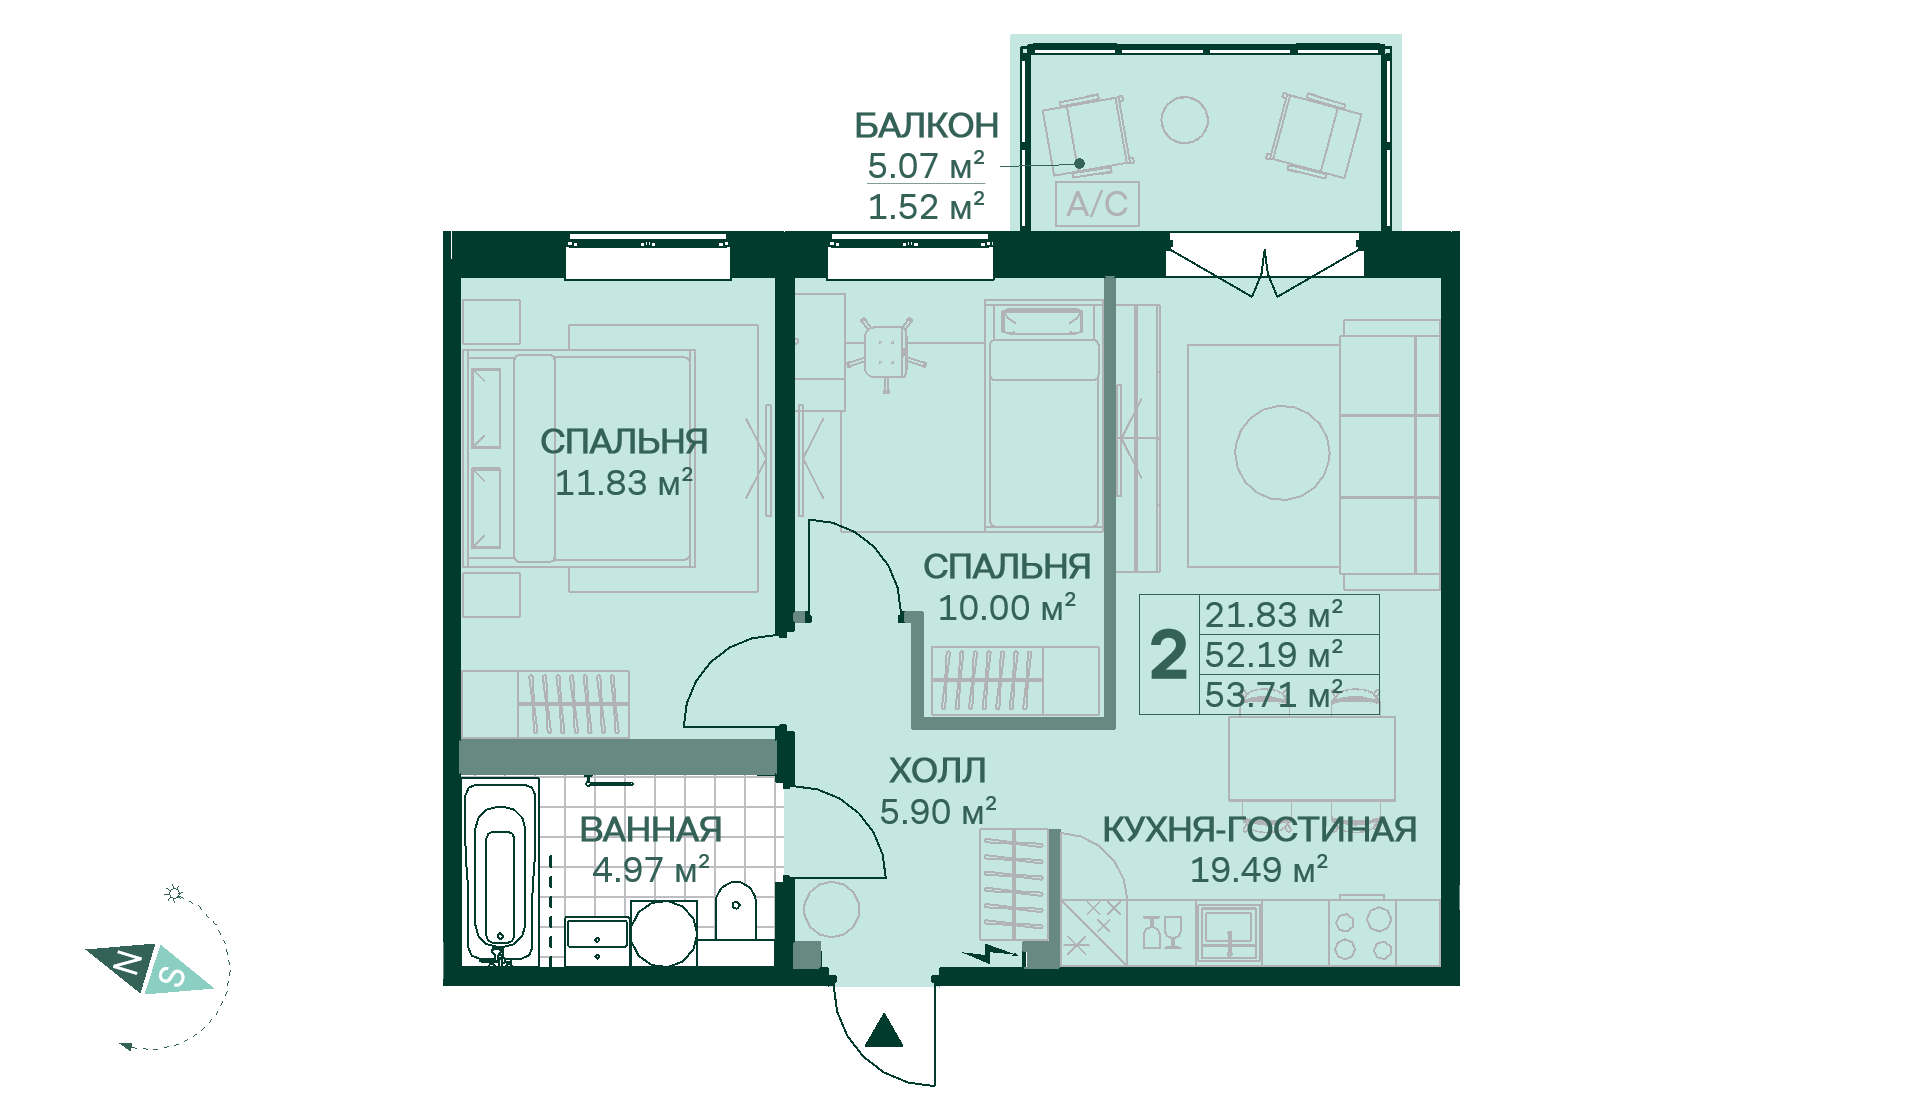 БАЛКОН
5.07 м²
1.52 м²
A/C
СПАЛЬНЯ
11.83 м²
СПАЛЬНЯ
10.00 м²
2
21.83 м²
52.19 м²
53.71 м²
ХОЛЛ
5.90 м²
ВАННАЯ
4.97 м²
КУХНЯ-ГОСТИНАЯ
19.49 м²
N
S